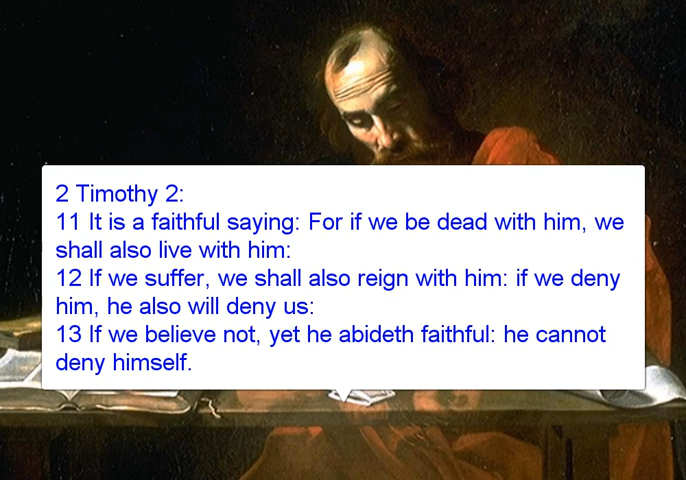 2 Timothy 2:
11 It is a faithful saying: For if we be dead with him, we
shall also live with him:
12 If we suffer, we shall also reign with him: if we deny
him, he also will deny us:
13 If we believe not, yet he abideth faithful: he cannot
deny himself.